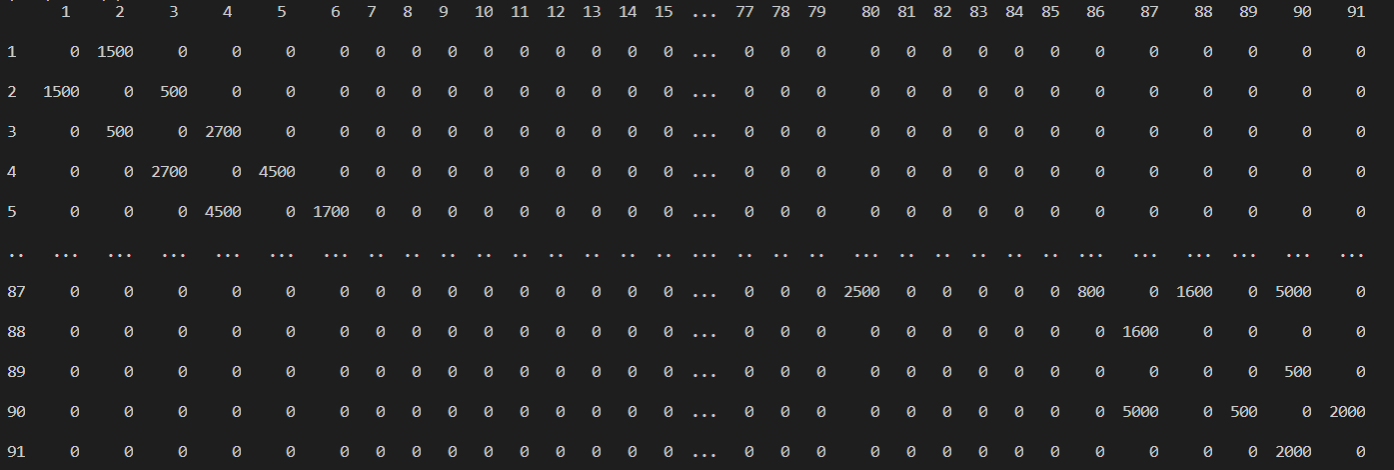 1 2 3 4 5 6 7 8 9 10 11 12 13 14 15 ... 77 78 79 80 81 82 83 84 85 86 87 88 89 90 91
1 0 1500 0 0 0 0 0 0 0 0 0 0 0 0 0 ... 0 0 0 0 0 0 0 0 0 0 0 0 0 0 0
2 1500 0 500 0 0 0 0 0 0 0 0 0 0 0 0 ... 0 0 0 0 0 0 0 0 0 0 0 0 0 0 0
3 0 500 0 2700 0 0 0 0 0 0 0 0 0 0 0 ... 0 0 0 0 0 0 0 0 0 0 0 0 0 0 0
4 0 0 2700 0 4500 0 0 0 0 0 0 0 0 0 0 ... 0 0 0 0 0 0 0 0 0 0 0 0 0 0 0
5 0 0 0 4500 0 1700 0 0 0 0 0 0 0 0 0 ... 0 0 0 0 0 0 0 0 0 0 0 0 0 0 0
.. ... ... ... ... ... ... .. .. .. .. .. .. .. .. .. ... .. .. .. ... .. .. .. .. .. ... ... ... ... ... ...
87 0 0 0 0 0 0 0 0 0 0 0 0 0 0 0 ... 0 0 0 2500 0 0 0 0 0 800 0 1600 0 5000 0
88 0 0 0 0 0 0 0 0 0 0 0 0 0 0 0 ... 0 0 0 0 0 0 0 0 0 0 1600 0 0 0 0
89 0 0 0 0 0 0 0 0 0 0 0 0 0 0 0 ... 0 0 0 0 0 0 0 0 0 0 0 0 0 500 0
90 0 0 0 0 0 0 0 0 0 0 0 0 0 0 0 ... 0 0 0 0 0 0 0 0 0 0 5000 0 500 0 2000
91 0 0 0 0 0 0 0 0 0 0 0 0 0 0 0 ... 0 0 0 0 0 0 0 0 0 0 0 0 0 2000 0